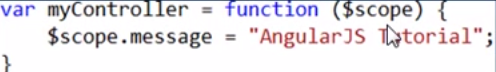 var myController = function ($scope) {
    $scope.message = "AngularJS Tutorial";
}